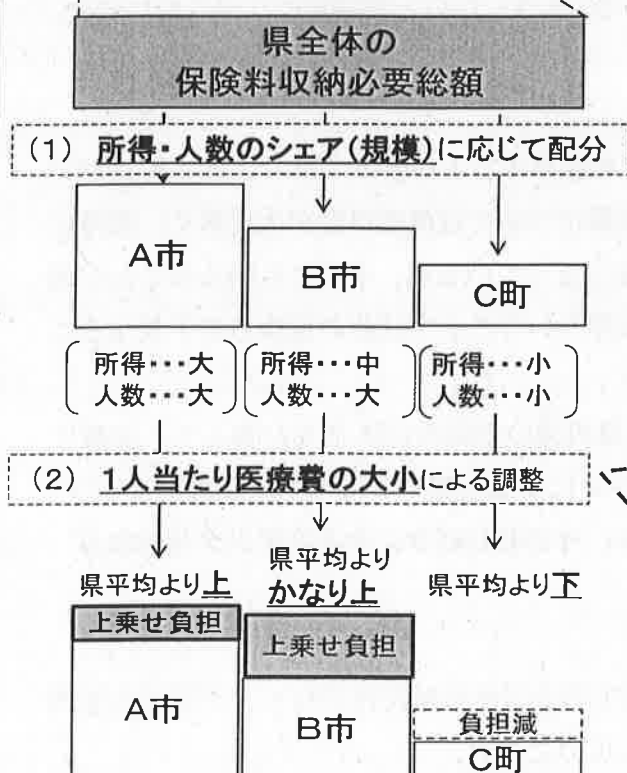 県全体の
保険料収納必要総額
(1) 所得・人数のシェア(規模)に応じて配分
A市
B市
C町
所得・・・大
人数・・・大
所得・・・中
人数・・・大
所得・・・小
人数・・・小
(2) 1人当たり医療費の大小による調整
県平均より上
県平均より
かなり上
県平均より下
上乗せ負担
上乗せ負担
A市
B市
負担減
C町